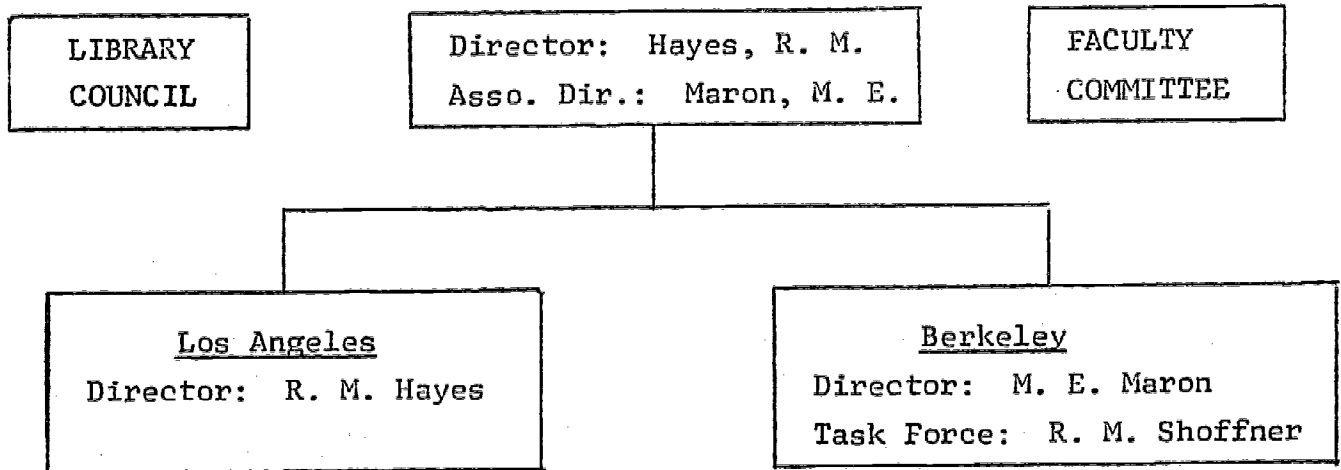 LIBRARY
COUNCIL
Director: Hayes, R. M.
Asso. Dir.: Maron, M. E.
FACULTY
COMMITTEE
Los Angeles
Director: R. M. Hayes
Berkeley
Director: M. E. Maron
Task Force: R. M. Shoffner